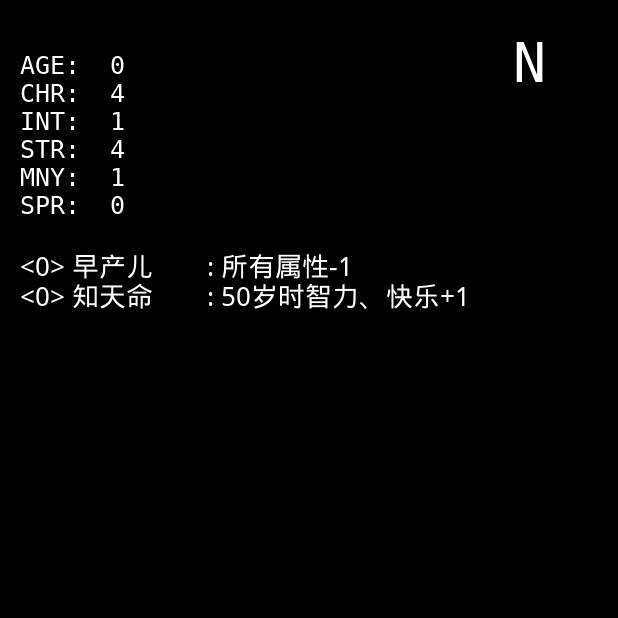 N
AGE: 0
CHR: 4
INT: 1
STR: 4
MNY: 1
SPR: 0
<0> 早产儿 : 所有属性-1
<0> 知天命 : 50岁时智力、快乐+1